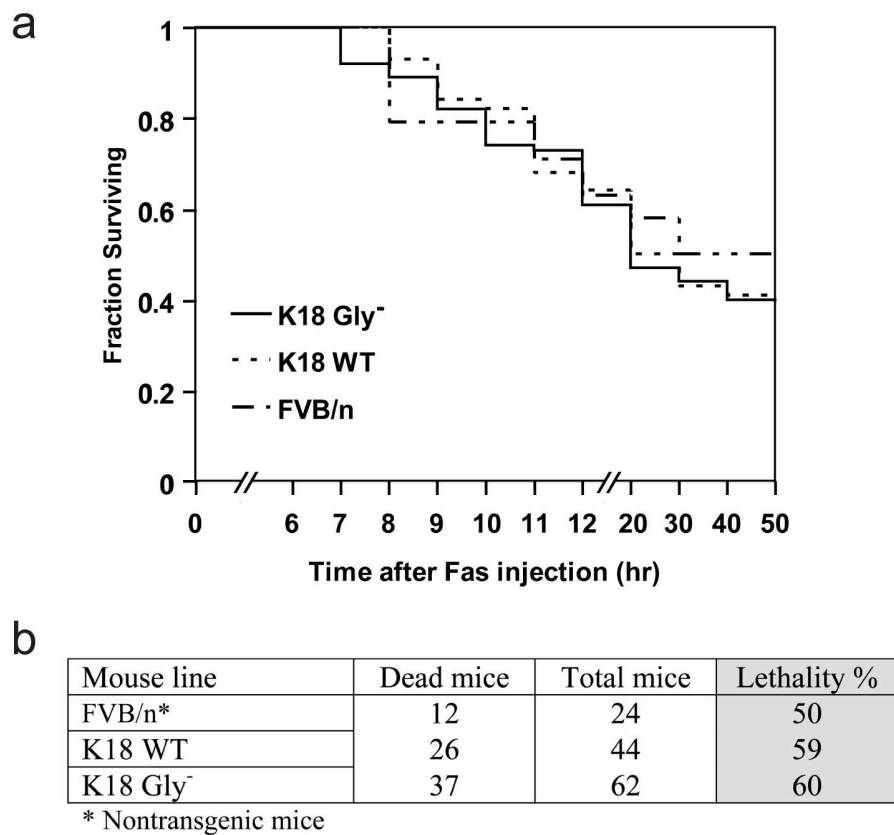 a
Fraction Surviving
1
0.8
0.6
0.4
0.2
0
K18 Gly⁻
K18 WT
FVB/n
0 6 7 8 9 10 11 12 20 30 40 50
Time after Fas injection (hr)
b
Mouse line Dead mice Total mice Lethality %
FVB/n* 12 24 50
K18 WT 26 44 59
K18 Gly⁻ 37 62 60
* Nontransgenic mice